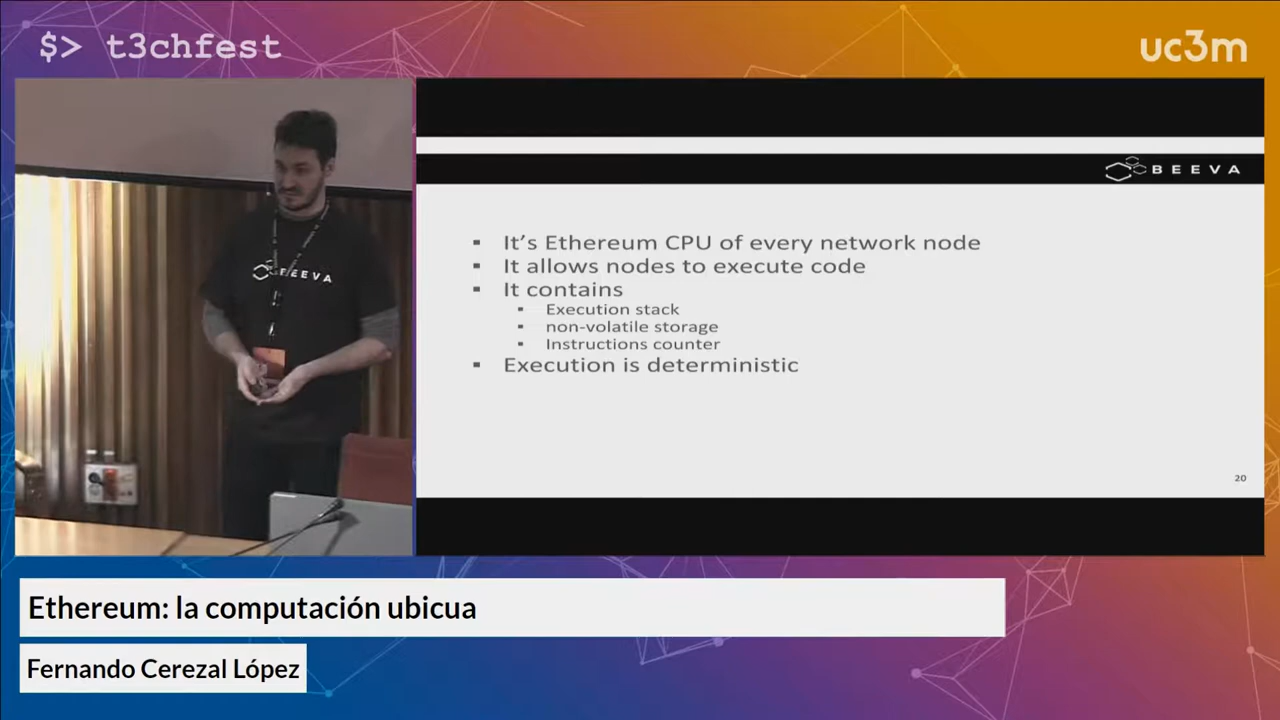 $> t3chfest
uc3m
BEEVA
BEEVA
It’s Ethereum CPU of every network node
It allows nodes to execute code
It contains
Execution stack
non-volatile storage
Instructions counter
Execution is deterministic
20
Ethereum: la computación ubicua
Fernando Cerezal López